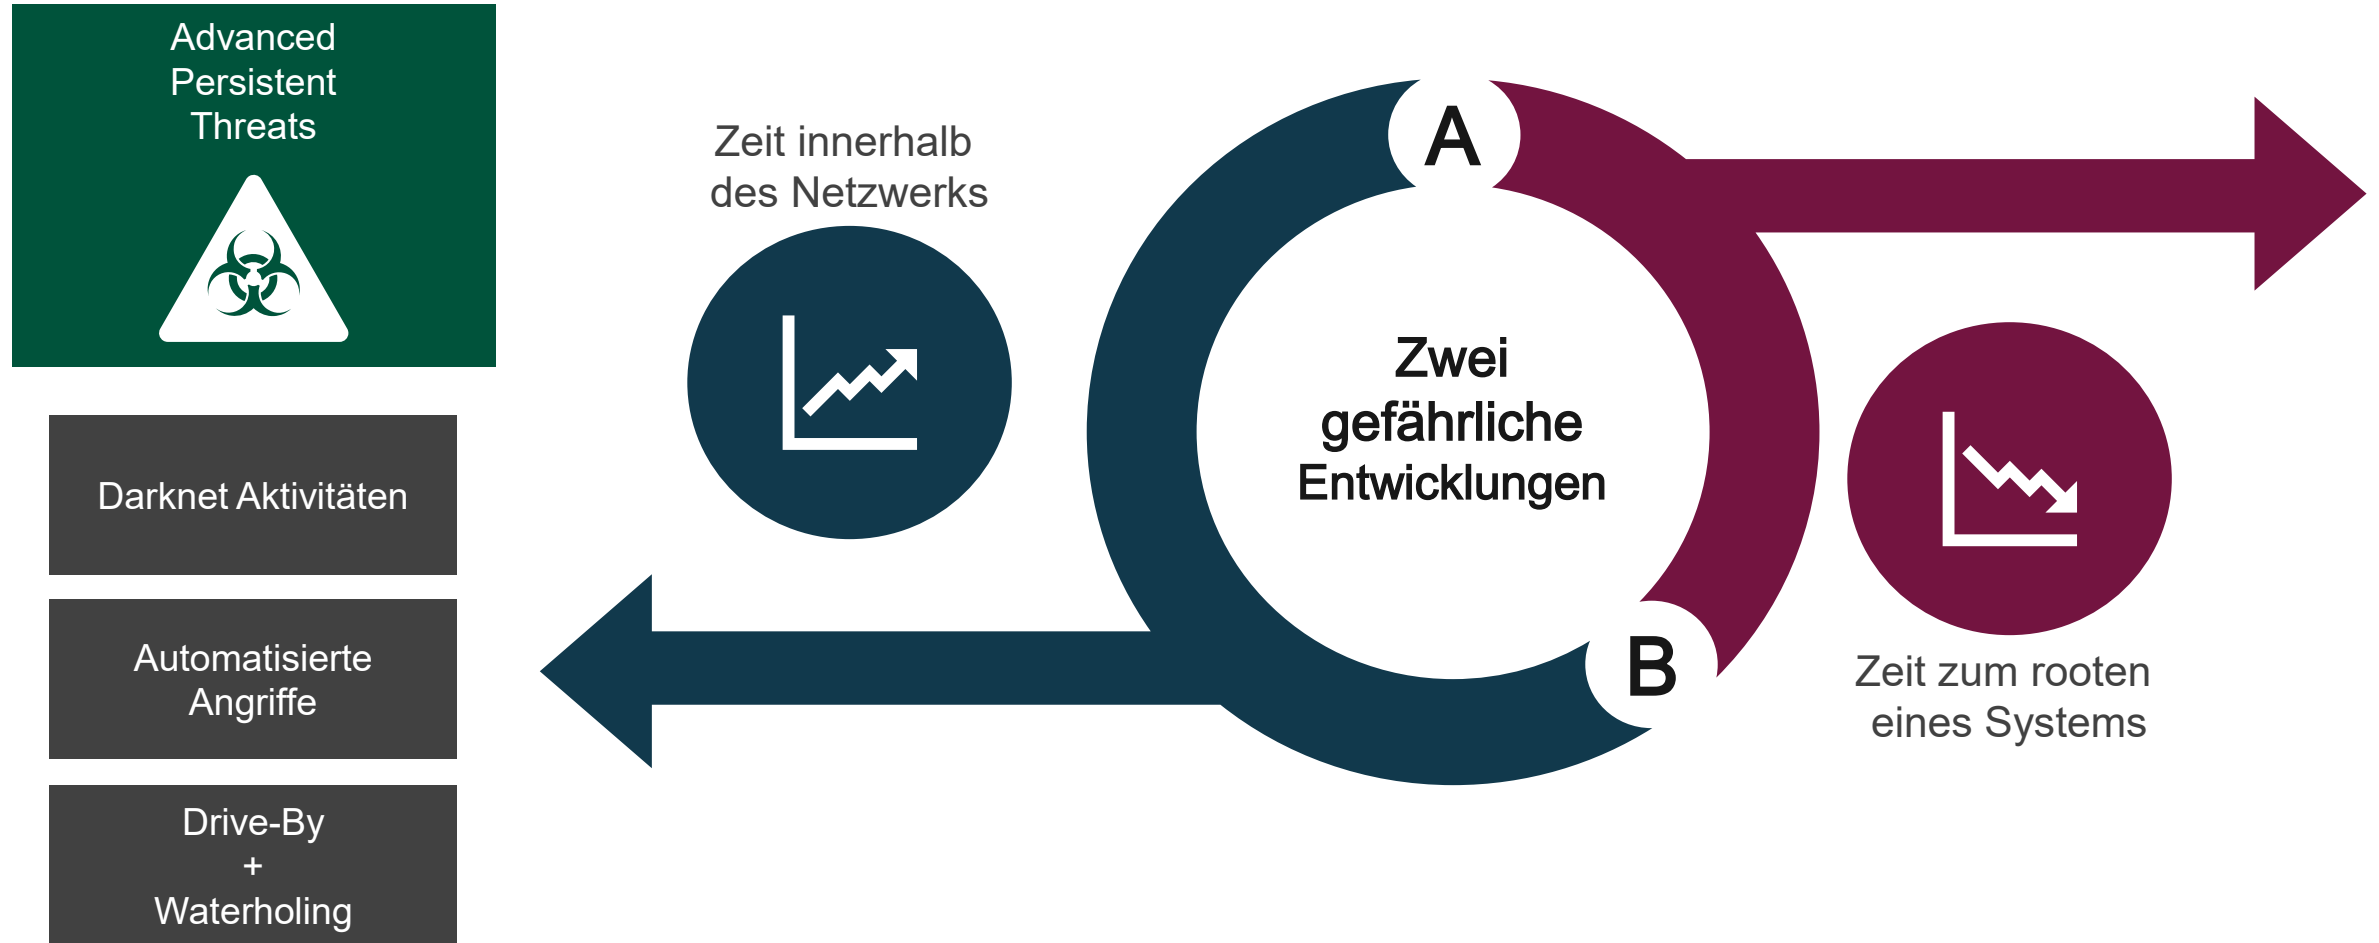 Advanced
Persistent
Threats
Darknet Aktivitäten
Automatisierte
Angriffe
Drive-By
+
Waterholing
Zeit innerhalb
des Netzwerks
A
Zwei
gefährliche
Entwicklungen
B
Zeit zum rooten
eines Systems